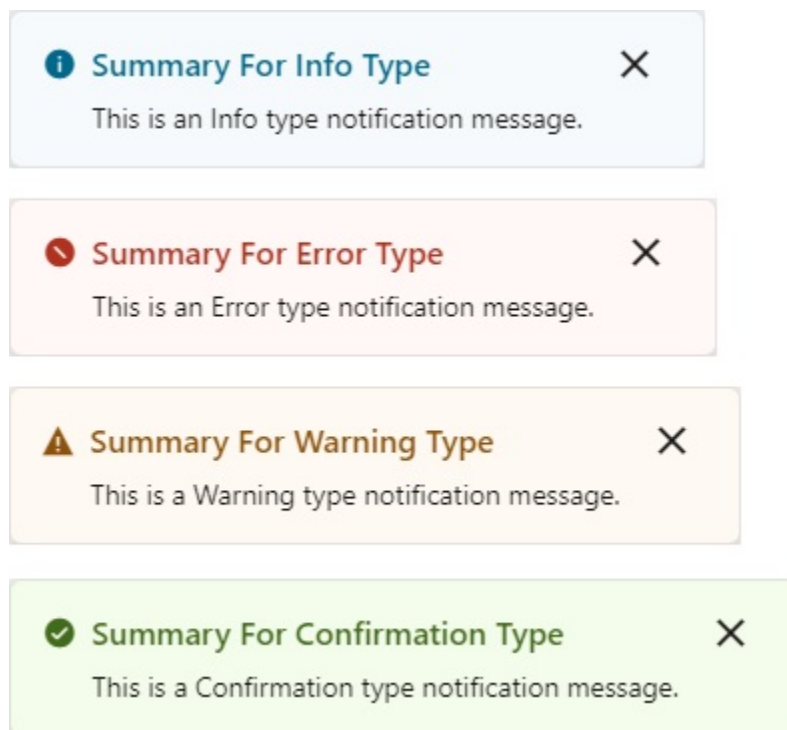 Summary For Info Type
This is an Info type notification message.
Summary For Error Type
This is an Error type notification message.
Summary For Warning Type
This is a Warning type notification message.
Summary For Confirmation Type
This is a Confirmation type notification message.